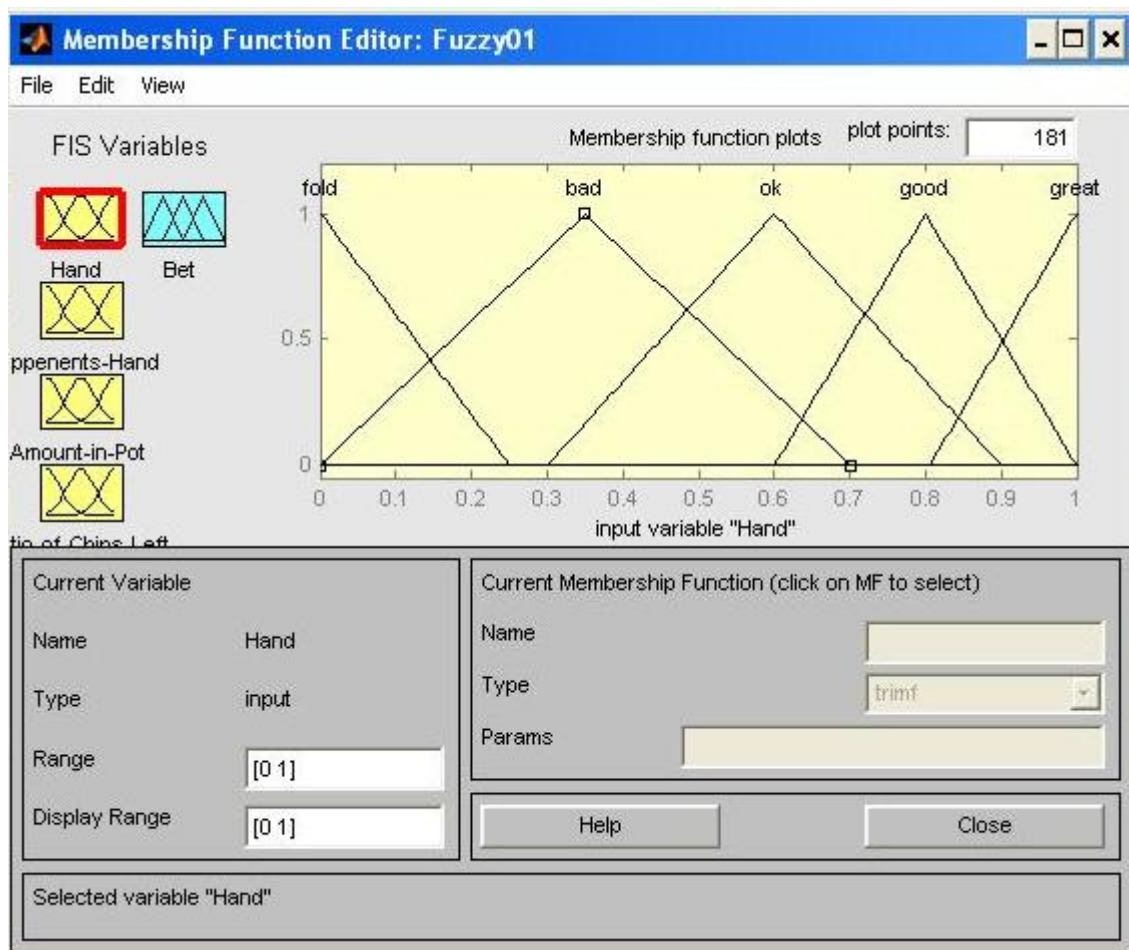 Membership Function Editor: Fuzzy01
File Edit View
FIS Variables
Membership function plots plot points: 181
Hand Bet
ppenents-Hand
Amount-in-Pot
tio of Chips Left
fold bad ok good great
1
0.5
0
0 0.1 0.2 0.3 0.4 0.5 0.6 0.7 0.8 0.9 1
input variable "Hand"
Current Variable
Name Hand
Type input
Range [0 1]
Display Range [0 1]
Current Membership Function (click on MF to select)
Name
Type trimf
Params
Help Close
Selected variable "Hand"